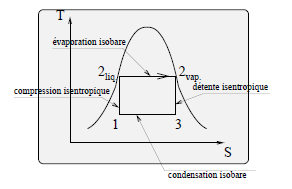 T
évaporation isobare
2liq. 2vap.
compression isentropique détente isentropique
1 3
S
condensation isobare